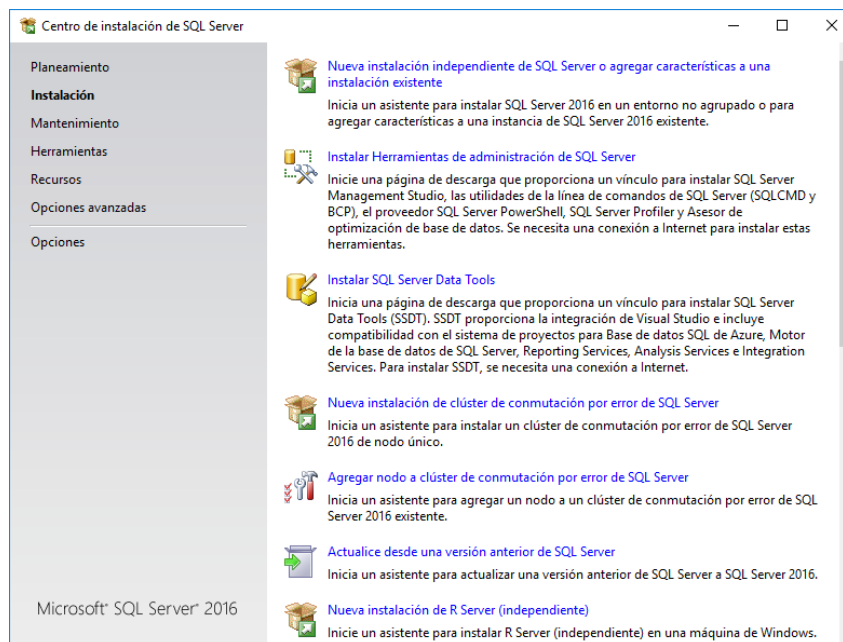 Centro de instalación de SQL Server
Planeamiento
Instalación
Mantenimiento
Herramientas
Recursos
Opciones avanzadas
Opciones
Microsoft® SQL Server® 2016
Nueva instalación independiente de SQL Server o agregar características a una
instalación existente
Inicia un asistente para instalar SQL Server 2016 en un entorno no agrupado o para
agregar características a una instancia de SQL Server 2016 existente.
Instalar Herramientas de administración de SQL Server
Inicie una página de descarga que proporciona un vínculo para instalar SQL Server
Management Studio, las utilidades de la línea de comandos de SQL Server (SQLCMD y
BCP), el proveedor SQL Server PowerShell, SQL Server Profiler y Asesor de
optimización de base de datos. Se necesita una conexión a Internet para instalar estas
herramientas.
Instalar SQL Server Data Tools
Inicia una página de descarga que proporciona un vínculo para instalar SQL Server
Data Tools (SSDT). SSDT proporciona la integración de Visual Studio e incluye
compatibilidad con el sistema de proyectos para Base de datos SQL de Azure, Motor
de la base de datos de SQL Server, Reporting Services, Analysis Services e Integration
Services. Para instalar SSDT, se necesita una conexión a Internet.
Nueva instalación de clúster de conmutación por error de SQL Server
Inicia un asistente para instalar un clúster de conmutación por error de SQL Server
2016 de nodo único.
Agregar nodo a clúster de conmutación por error de SQL Server
Inicia un asistente para agregar un nodo a un clúster de conmutación por error de SQL
Server 2016 existente.
Actualice desde una versión anterior de SQL Server
Inicia un asistente para actualizar una versión anterior de SQL Server a SQL Server 2016.
Nueva instalación de R Server (independiente)
Inicie un asistente para instalar R Server (independiente) en una máquina de Windows.